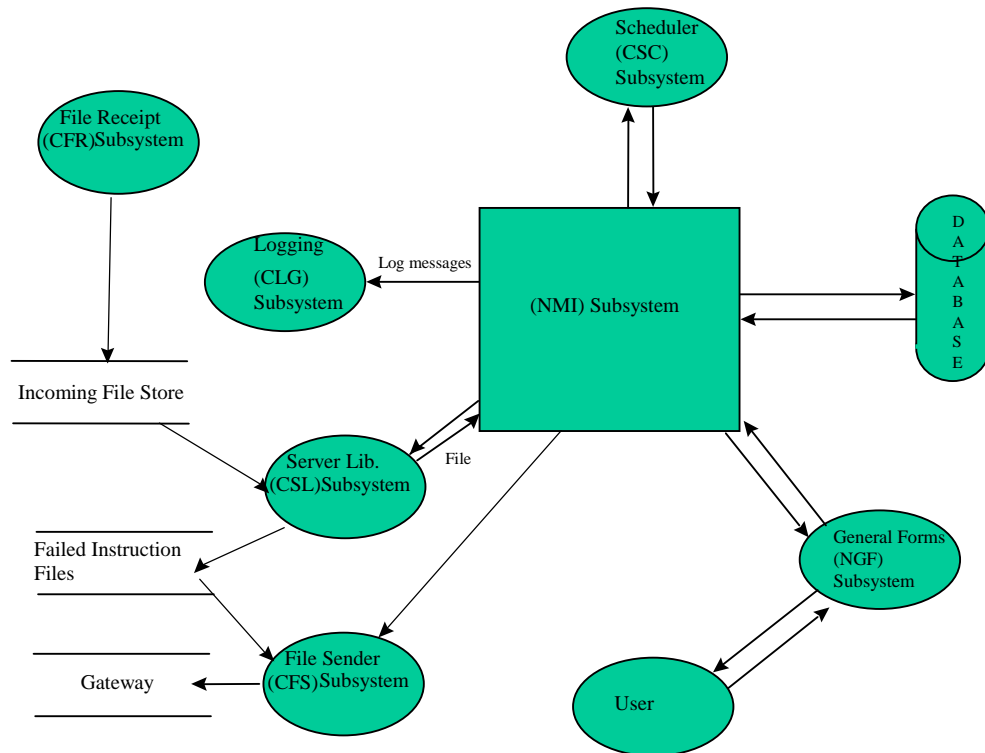 Scheduler
(CSC)
Subsystem
File Receipt
(CFR)Subsystem
Logging
(CLG)
Subsystem
Log messages
(NMI) Subsystem
D
A
T
A
B
A
S
E
Incoming File Store
Server Lib.
(CSL)Subsystem
File
Failed Instruction
Files
General Forms
(NGF)
Subsystem
File Sender
(CFS)Subsystem
Gateway
User